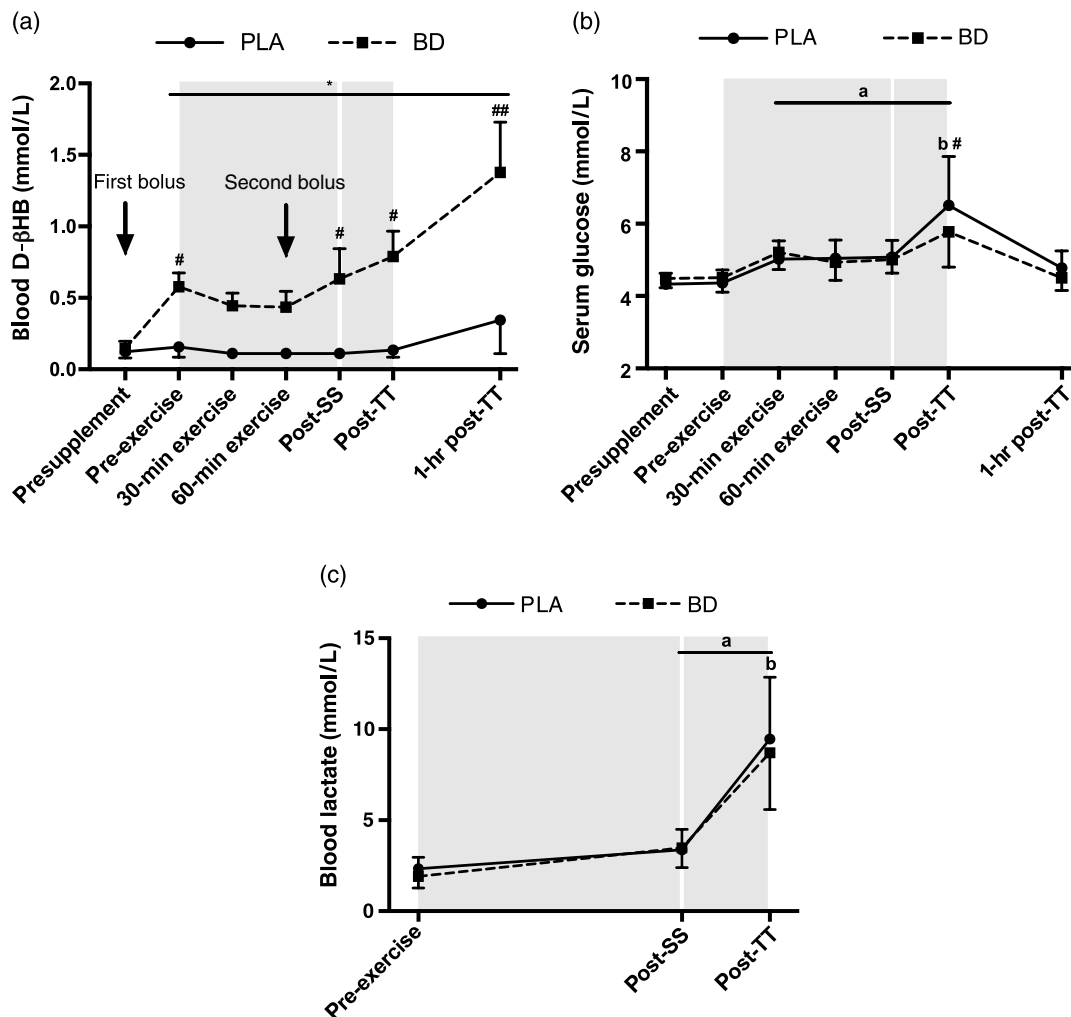 (a)
PLA
BD
Blood D-βHB (mmol/L)
2.0
1.5
1.0
0.5
0.0
*
##
First bolus
Second bolus
#
#
#
Presupplement
Pre-exercise
30-min exercise
60-min exercise
Post-SS
Post-TT
1-hr post-TT
(b)
PLA
BD
Serum glucose (mmol/L)
10
8
6
4
2
a
b #
Presupplement
Pre-exercise
30-min exercise
60-min exercise
Post-SS
Post-TT
1-hr post-TT
(c)
PLA
BD
Blood lactate (mmol/L)
15
10
5
0
a
b
Pre-exercise
Post-SS
Post-TT